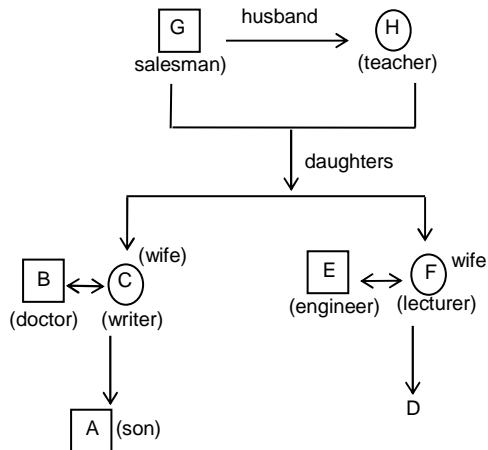 husband
G H
salesman) (teacher)
daughters
(wife)
B C E F wife
(doctor) (writer) (engineer) (lecturer)
D
A (son)